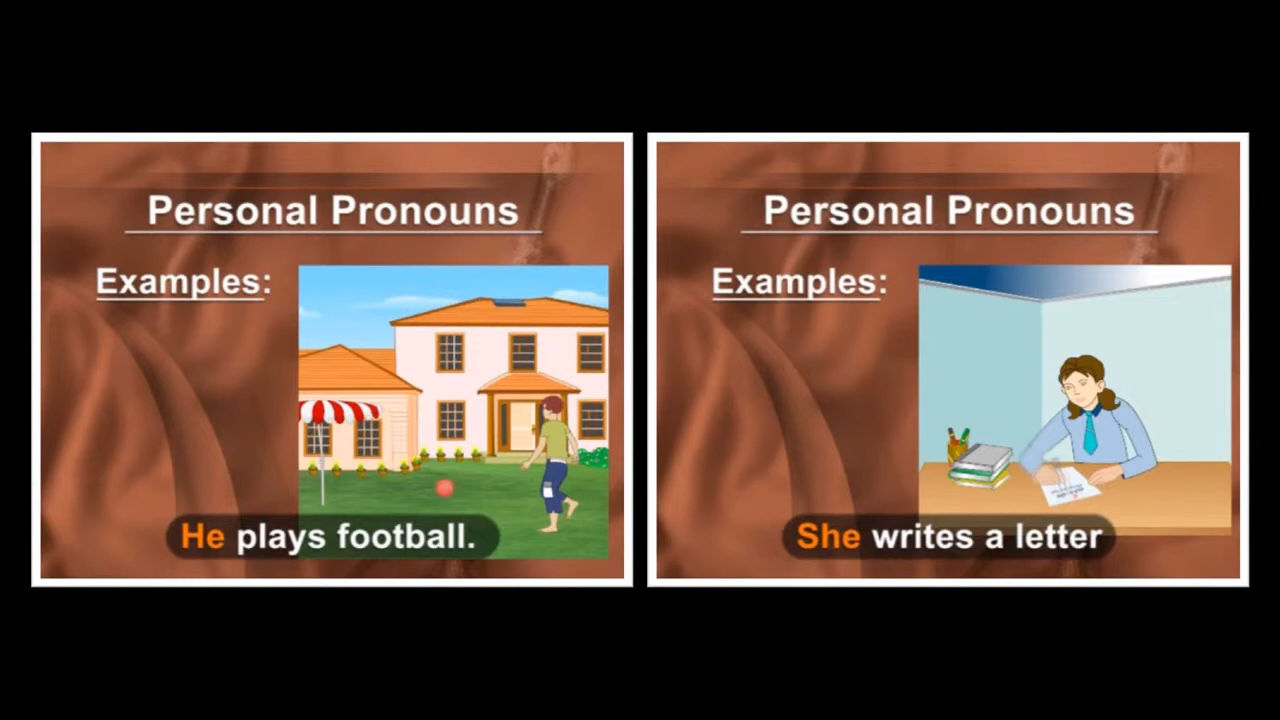 Personal Pronouns
Examples:
He plays football.
Personal Pronouns
Examples:
She writes a letter